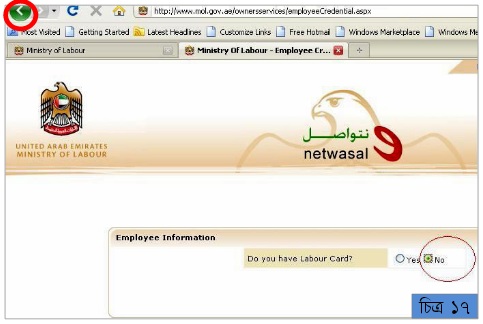 http://www.mol.gov.ae/ownersservices/employeeCredential.aspx
Most Visited Getting Started Latest Headlines Customize Links Free Hotmail Windows Marketplace Windows Me
Ministry of Labour Ministry Of Labour - Employee Cr...
نتواصل
netwasal
UNITED ARAB EMIRATES
MINISTRY OF LABOUR
Employee Information
Do you have Labour Card? Yes No
চিত্র ১৭